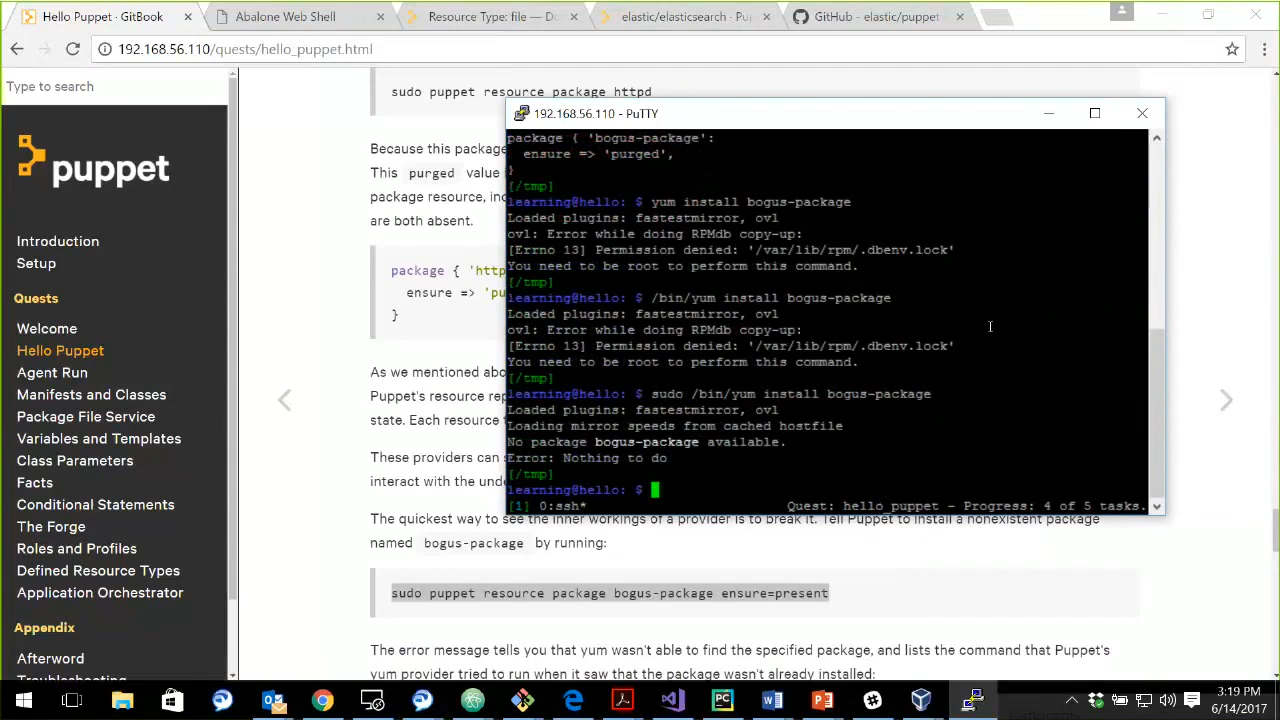 Hello Puppet · GitBook
Abalone Web Shell
Resource Type: file — Do
elastic/elasticsearch · Pu
GitHub - elastic/puppet
192.168.56.110/quests/hello_puppet.html
Type to search
puppet
Introduction
Setup
Quests
Welcome
Hello Puppet
Agent Run
Manifests and Classes
Package File Service
Variables and Templates
Class Parameters
Facts
Conditional Statements
The Forge
Roles and Profiles
Defined Resource Types
Application Orchestrator
Appendix
Afterword
sudo puppet resource package httpd
Because this package
This purged value
package resource, inc
are both absent.
package { 'http
ensure => 'pu
}
As we mentioned abo
Puppet's resource rep
state. Each resource
These providers can
interact with the unde
The quickest way to see the inner workings of a provider is to break it. Tell Puppet to install a nonexistent package
named bogus-package by running:
sudo puppet resource package bogus-package ensure=present
The error message tells you that yum wasn't able to find the specified package, and lists the command that Puppet's
yum provider tried to run when it saw that the package wasn't already installed:
192.168.56.110 - PuTTY
package { 'bogus-package':
ensure => 'purged',
}
[/tmp]
learning@hello: $ yum install bogus-package
Loaded plugins: fastestmirror, ovl
ovl: Error while doing RPMdb copy-up:
[Errno 13] Permission denied: '/var/lib/rpm/.dbenv.lock'
You need to be root to perform this command.
[/tmp]
learning@hello: $ /bin/yum install bogus-package
Loaded plugins: fastestmirror, ovl
ovl: Error while doing RPMdb copy-up:
[Errno 13] Permission denied: '/var/lib/rpm/.dbenv.lock'
You need to be root to perform this command.
[/tmp]
learning@hello: $ sudo /bin/yum install bogus-package
Loaded plugins: fastestmirror, ovl
Loading mirror speeds from cached hostfile
No package bogus-package available.
Error: Nothing to do
[/tmp]
learning@hello: $
[1] 0:ssh* Quest: hello_puppet - Progress: 4 of 5 tasks.
3:19 PM
6/14/2017